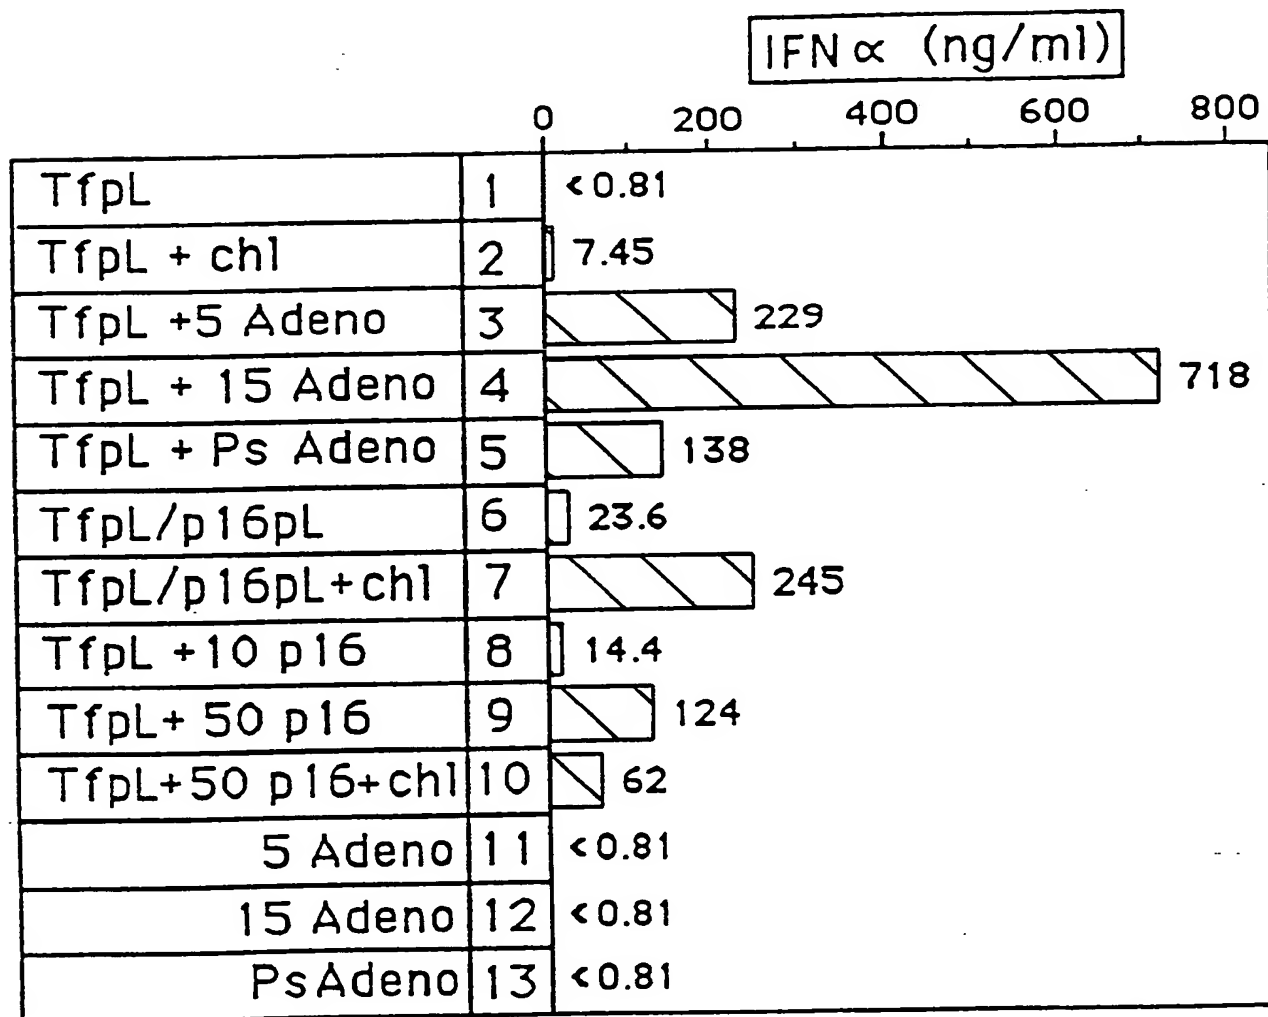 IFN ∝ (ng/ml)
0 200 400 600 800
TfpL 1 <0.81
TfpL + chl 2 7.45
TfpL +5 Adeno 3 229
TfpL + 15 Adeno 4 718
TfpL + Ps Adeno 5 138
TfpL/p16pL 6 23.6
TfpL/p16pL+chl 7 245
TfpL +10 p16 8 14.4
TfpL+ 50 p16 9 124
TfpL+50 p16+chl 10 62
5 Adeno 11 <0.81
15 Adeno 12 <0.81
PsAdeno 13 <0.81